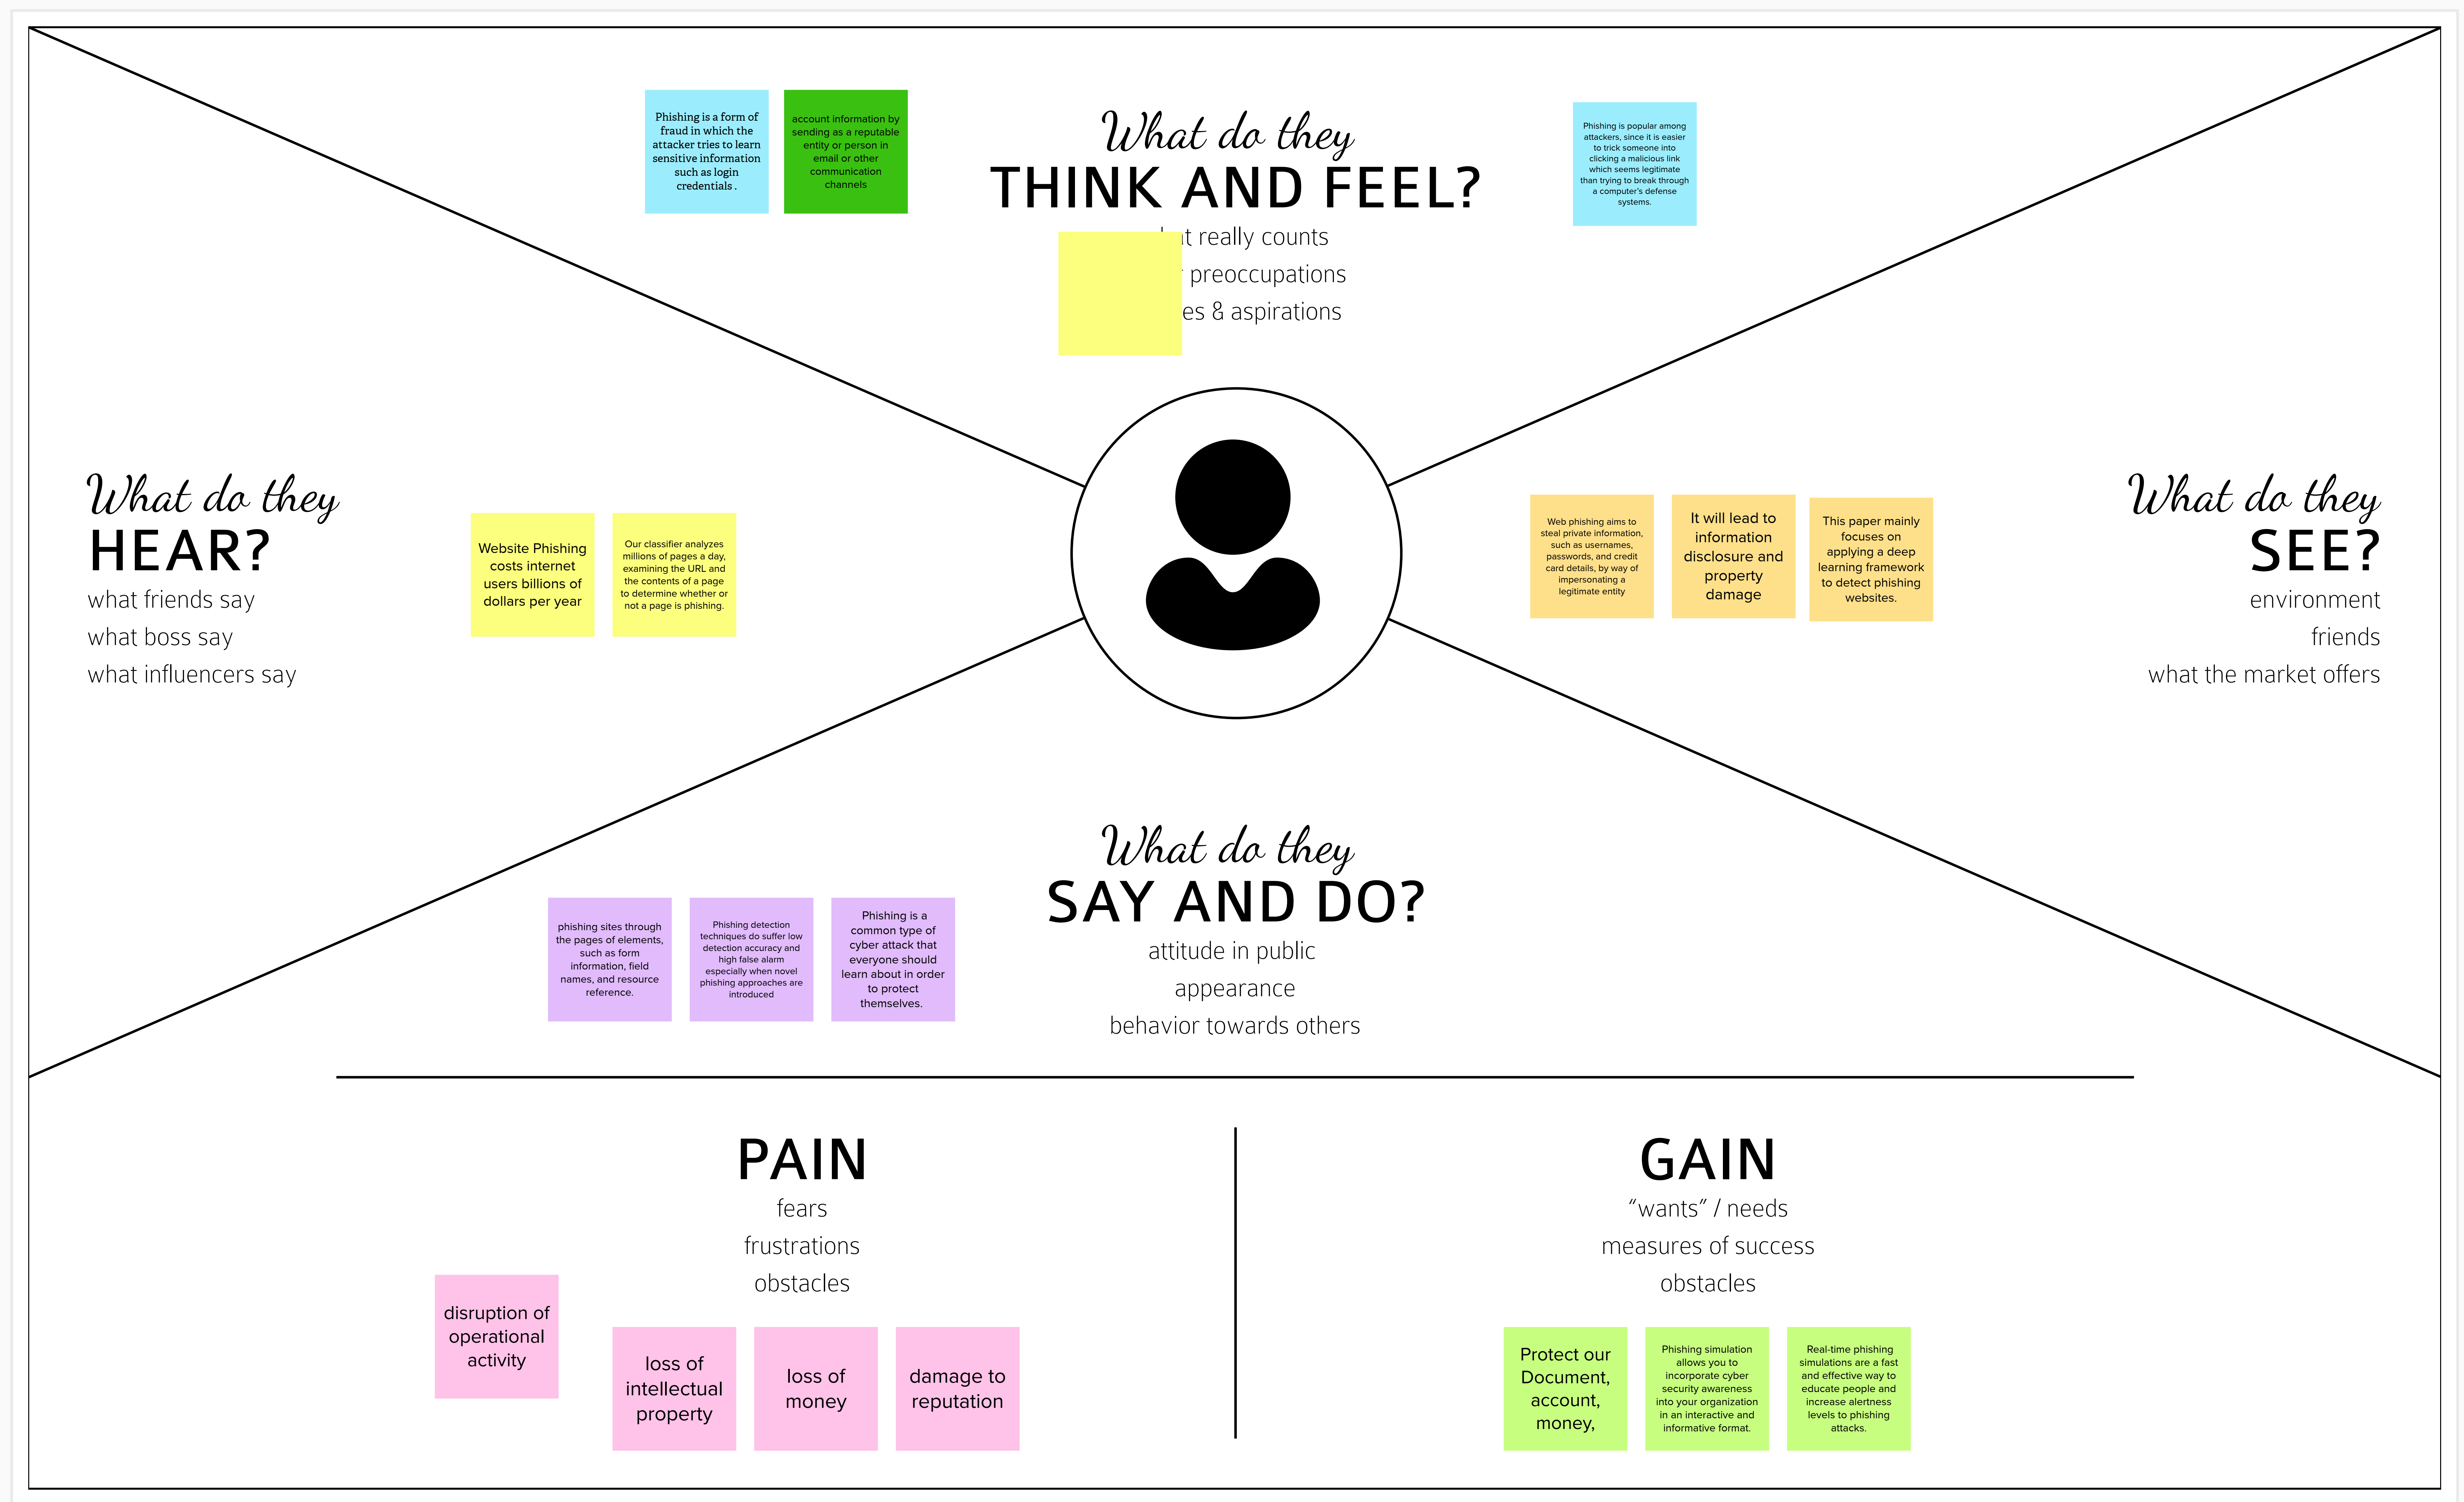 Phishing is a form of
fraud in which the
attacker tries to learn
sensitive information
such as login
credentials .
account information by
sending as a reputable
entity or person in
email or other
communication
channels
What do they
THINK AND FEEL?
really counts
preoccupations
& aspirations
Phishing is popular among
attackers, since it is easier
to trick someone into
clicking a malicious link
which seems legitimate
than trying to break through
a computer's defense
systems.
What do they
HEAR?
what friends say
what boss say
what influencers say
Website Phishing
costs internet
users billions of
dollars per year
Our classifier analyzes
millions of pages a day,
examining the URL and
the contents of a page
to determine whether or
not a page is phishing.
Web phishing aims to
steal private information,
such as usernames,
passwords, and credit
card details, by way of
impersonating a
legitimate entity
It will lead to
information
disclosure and
property
damage
This paper mainly
focuses on
applying a deep
learning framework
to detect phishing
websites.
What do they
SEE?
environment
friends
what the market offers
What do they
SAY AND DO?
attitude in public
appearance
behavior towards others
phishing sites through
the pages of elements,
such as form
information, field
names, and resource
reference.
Phishing detection
techniques do suffer low
detection accuracy and
high false alarm
especially when novel
phishing approaches are
introduced
Phishing is a
common type of
cyber attack that
everyone should
learn about in order
to protect
themselves.
PAIN
fears
frustrations
obstacles
disruption of
operational
activity
loss of
intellectual
property
loss of
money
damage to
reputation
GAIN
“wants” / needs
measures of success
obstacles
Protect our
Document,
account,
money,
Phishing simulation
allows you to
incorporate cyber
security awareness
into your organization
in an interactive and
informative format.
Real-time phishing
simulations are a fast
and effective way to
educate people and
increase alertness
levels to phishing
attacks.